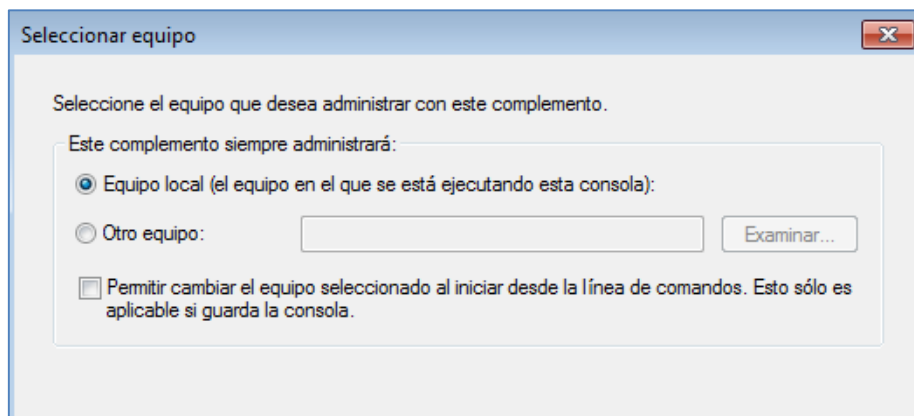 Seleccionar equipo
Seleccione el equipo que desea administrar con este complemento.
Este complemento siempre administrará:
Equipo local (el equipo en el que se está ejecutando esta consola):
Otro equipo:
Examinar...
Permitir cambiar el equipo seleccionado al iniciar desde la línea de comandos. Esto sólo es
aplicable si guarda la consola.